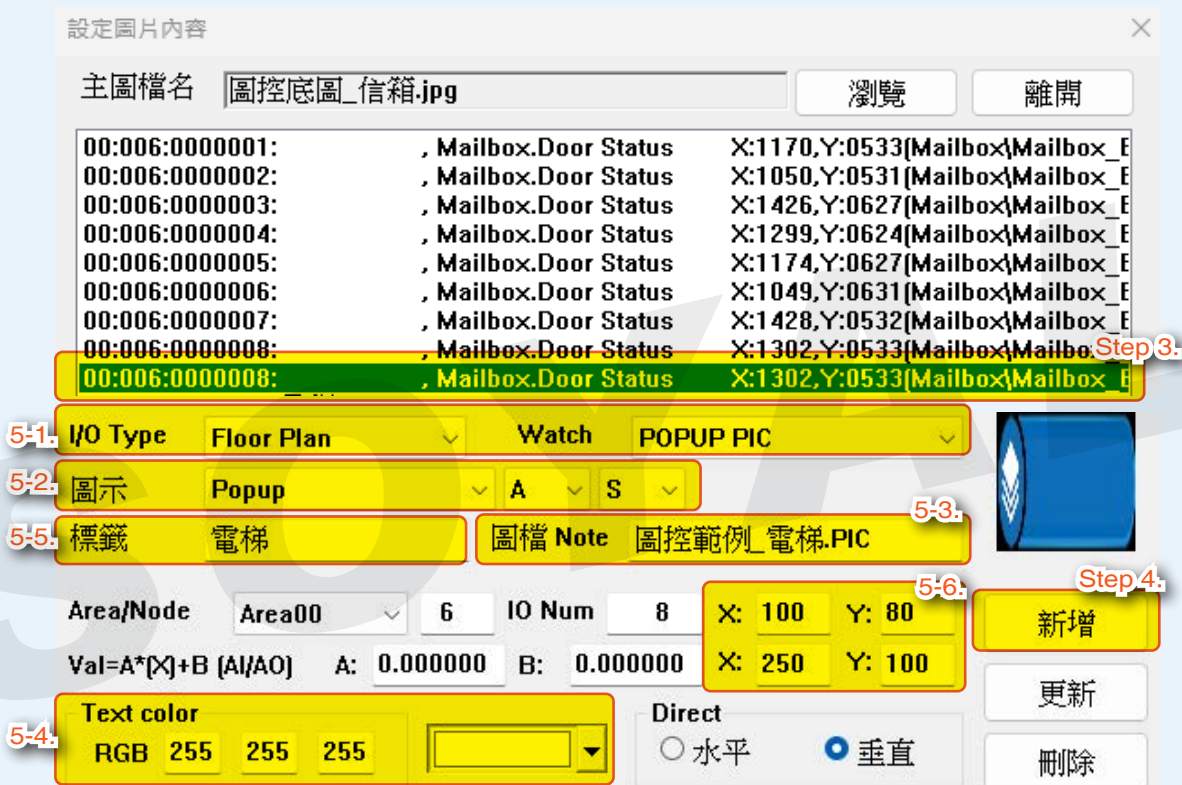 設定圖片內容
主圖檔名 圖控底圖_信箱.jpg 瀏覽 離開
00:006:0000001: , Mailbox.Door Status X:1170,Y:0533(Mailbox\Mailbox_E
00:006:0000002: , Mailbox.Door Status X:1050,Y:0531(Mailbox\Mailbox_E
00:006:0000003: , Mailbox.Door Status X:1426,Y:0627(Mailbox\Mailbox_E
00:006:0000004: , Mailbox.Door Status X:1299,Y:0624(Mailbox\Mailbox_E
00:006:0000005: , Mailbox.Door Status X:1174,Y:0627(Mailbox\Mailbox_E
00:006:0000006: , Mailbox.Door Status X:1049,Y:0631(Mailbox\Mailbox_E
00:006:0000007: , Mailbox.Door Status X:1428,Y:0532(Mailbox\Mailbox_E
00:006:0000008: , Mailbox.Door Status X:1302,Y:0533(Mailbox\Mailbo
Step 3.
00:006:0000008: , Mailbox.Door Status X:1302,Y:0533(Mailbox\Mailbox_E
5-1. I/O Type Floor Plan Watch POPUP PIC
5-2. 圖示 Popup A S
5-3.
5-5. 標籤 電梯 圖檔 Note 圖控範例_電梯.PIC
5-6. Step 4.
Area/Node Area00 6 IO Num 8 X: 100 Y: 80 新增
Val=A*(X)+B (AI/AO) A: 0.000000 B: 0.000000 X: 250 Y: 100
更新
Text color Direct
5-4. RGB 255 255 255 水平 垂直 刪除
SOYAL